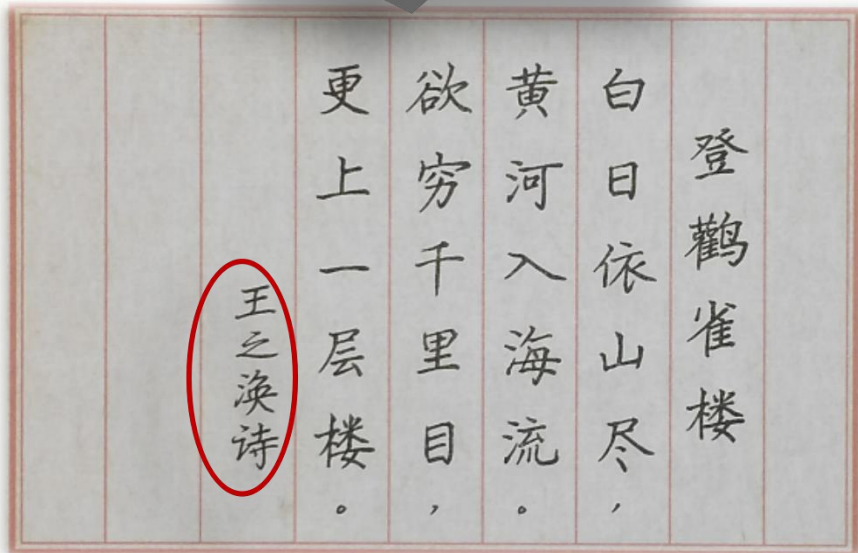 登鹳雀楼
白日依山尽，
黄河入海流。
欲穷千里目，
更上一层楼。
王之涣诗